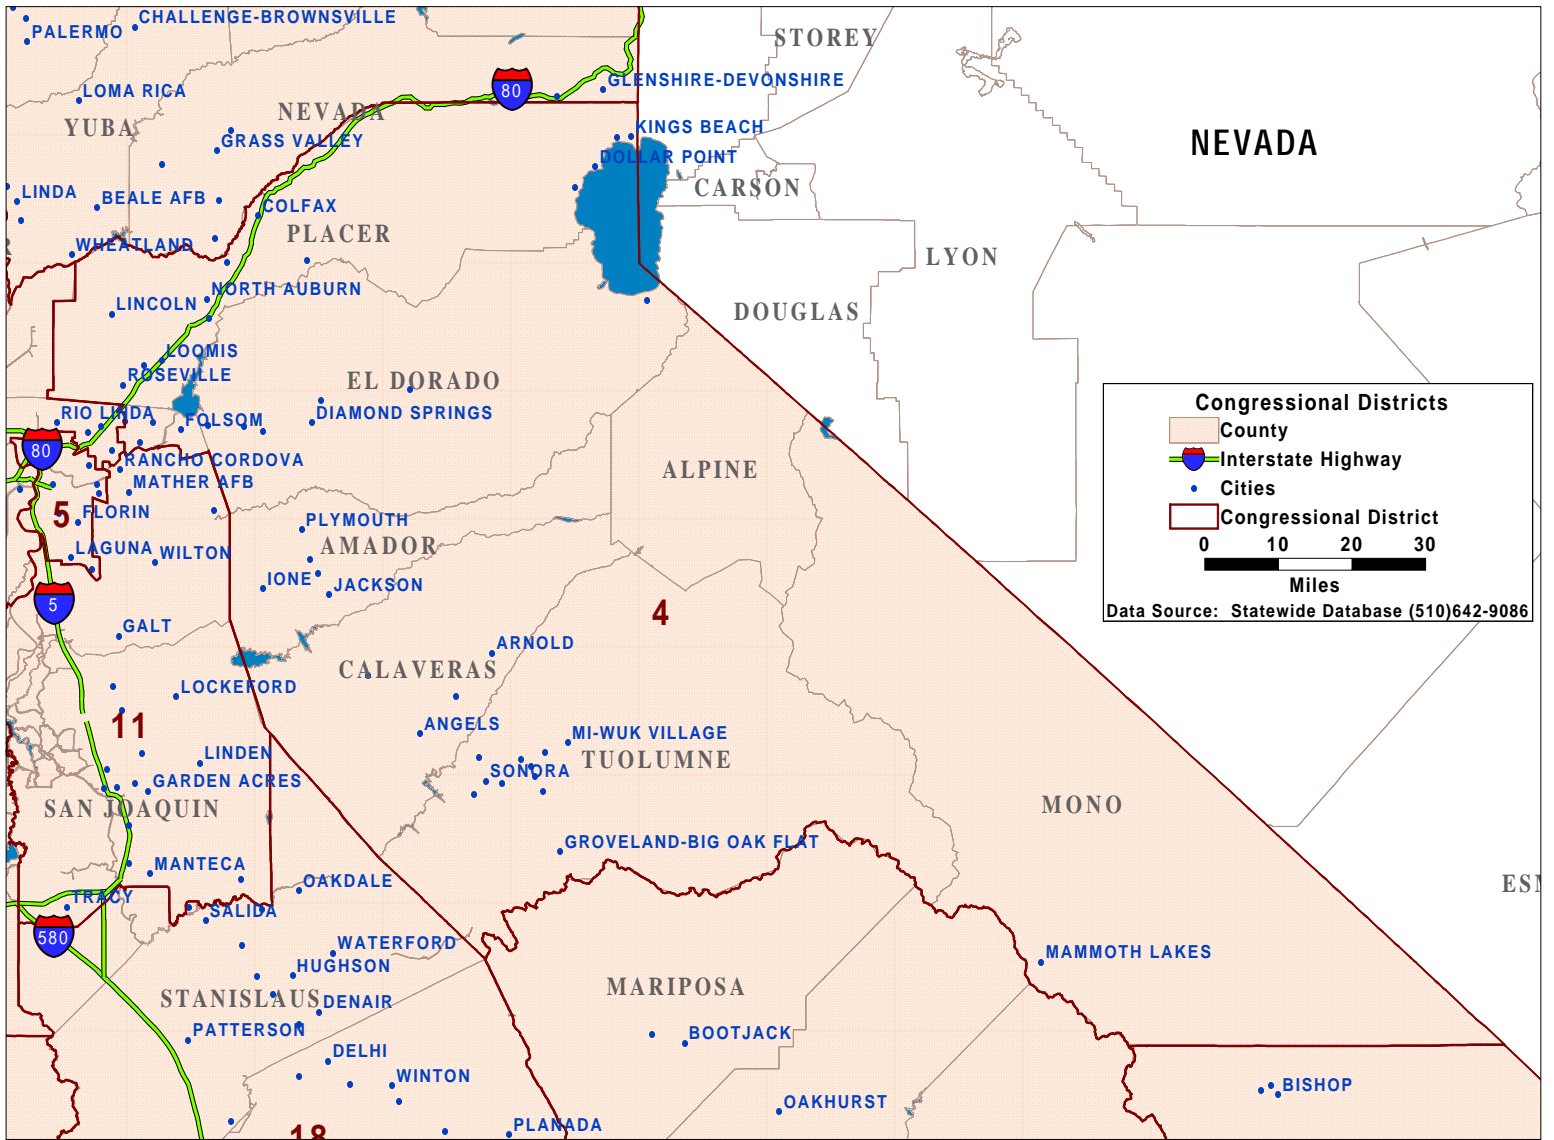 CHALLENGE-BROWNSVILLE
PALERMO
STOREY
GLENSHIRE-DEVONSHIRE
LOMA RICA
80
NEVADA
YUBA
KINGS BEACH
GRASS VALLEY
NEVADA
DOLLAR POINT
LINDA
BEALE AFB
CARSON
COLFAX
PLACER
WHEATLAND
LYON
NORTH AUBURN
LINCOLN
DOUGLAS
LOOMIS
ROSEVILLE
EL DORADO
RIO LINDA
FOLSOM
DIAMOND SPRINGS
Congressional Districts
County
Interstate Highway
Cities
Congressional District
0 10 20 30
Miles
Data Source: Statewide Database (510)642-9086
80
RANCHO CORDOVA
ALPINE
MATHER AFB
5
FLORIN
PLYMOUTH
AMADOR
LAGUNA
WILTON
IONE
JACKSON
5
4
GALT
ARNOLD
CALAVERAS
LOCKEFORD
11
ANGELS
MI-WUK VILLAGE
LINDEN
TUOLUMNE
SONORA
GARDEN ACRES
SAN JOAQUIN
MONO
GROVELAND-BIG OAK FLAT
MANTECA
OAKDALE
TRACY
SALIDA
580
WATERFORD
MAMMOTH LAKES
HUGHSON
MARIPOSA
STANISLAUS
DENAIR
PATTERSON
BOOTJACK
DELHI
WINTON
BISHOP
OAKHURST
PLANADA
18